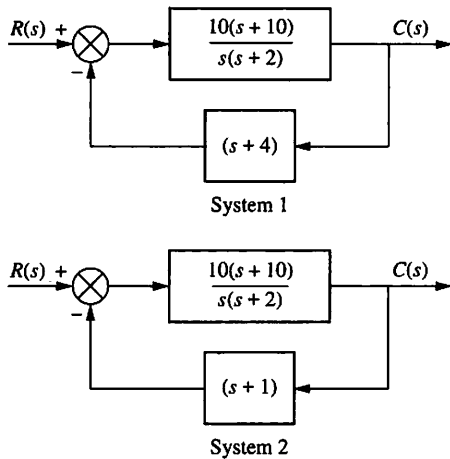 R(s) + 10(s + 10) C(s)
s(s + 2)
−
(s + 4)
System 1
R(s) + 10(s + 10) C(s)
s(s + 2)
−
(s + 1)
System 2